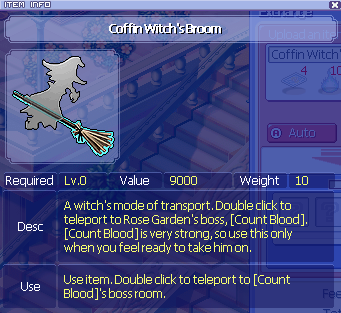 ITEM INFO
Coffin Witch's Broom
Coffin Witch'
Auto
Required Lv.0 Value 9000 Weight 10
Desc
A witch's mode of transport. Double click to
teleport to Rose Garden's boss, [Count Blood].
[Count Blood] is very strong, so use this only
when you feel ready to take him on.
Use
Use item. Double click to teleport to [Count
Blood]'s boss room.
Fee